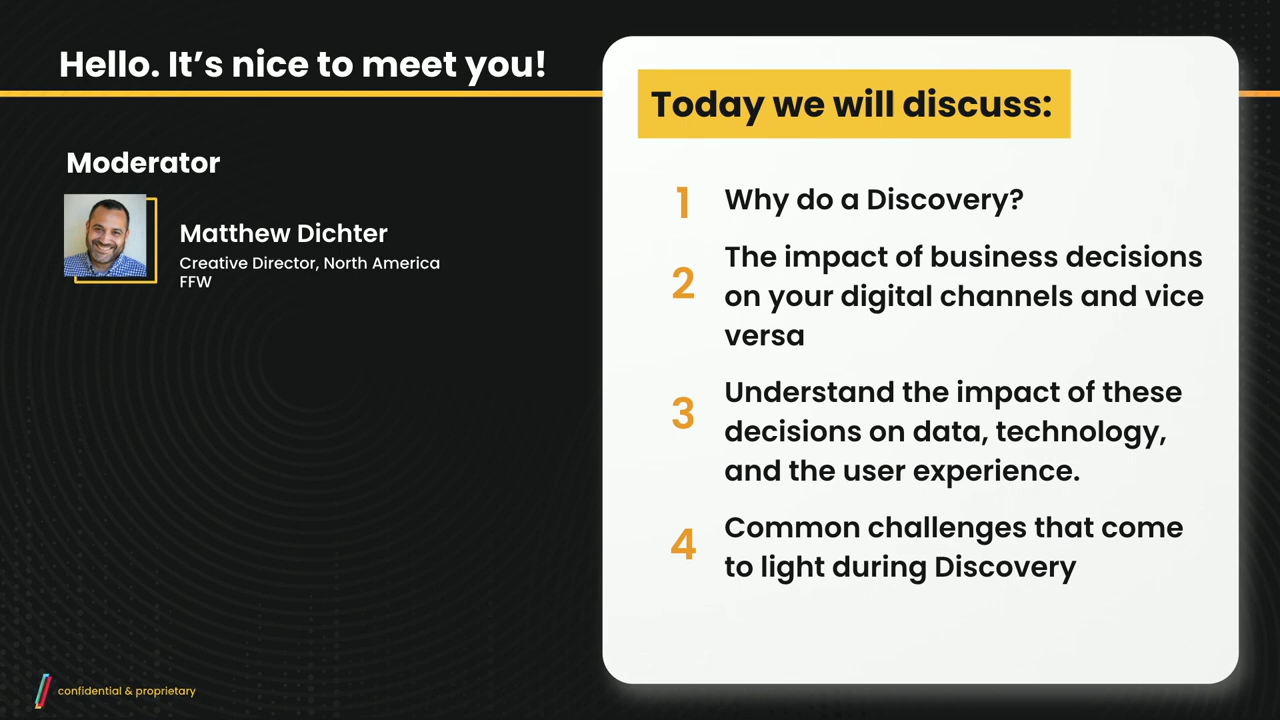 Hello. It’s nice to meet you!
Moderator
Matthew Dichter
Creative Director, North America
FFW
Today we will discuss:
1 Why do a Discovery?
2 The impact of business decisions
on your digital channels and vice
versa
3 Understand the impact of these
decisions on data, technology,
and the user experience.
4 Common challenges that come
to light during Discovery
confidential & proprietary